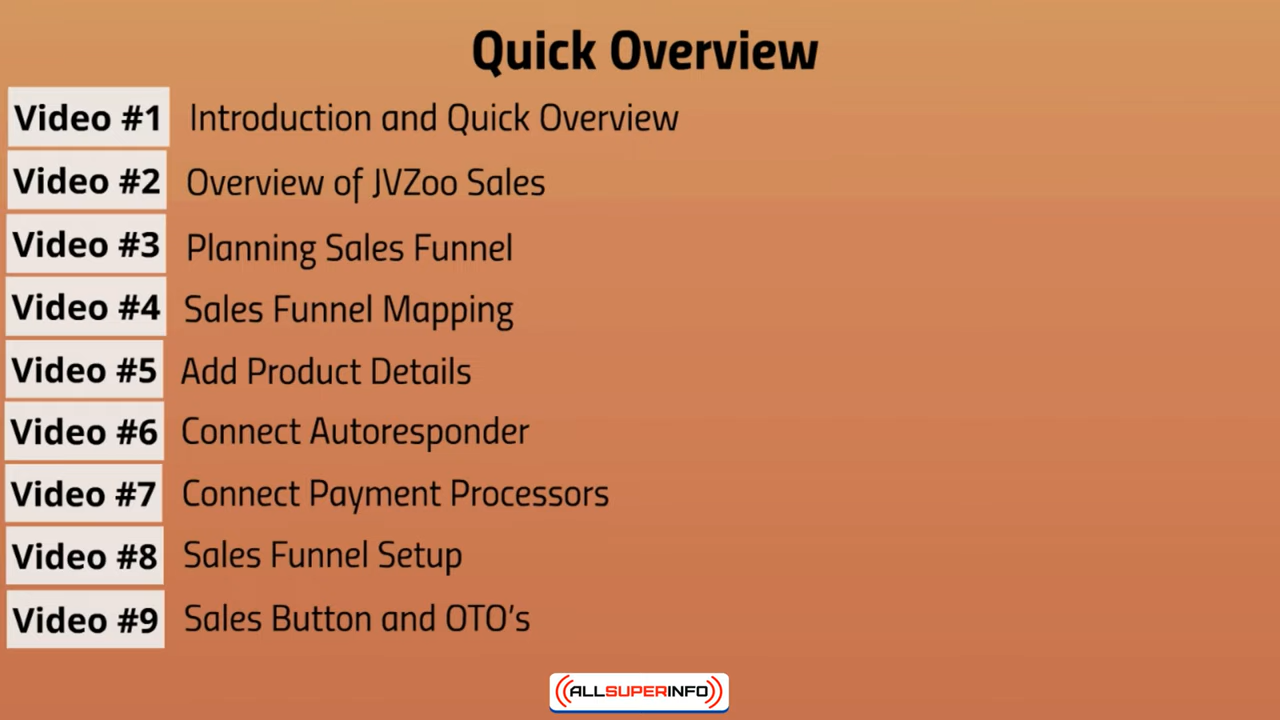 Quick Overview
Video #1 Introduction and Quick Overview
Video #2 Overview of JVZoo Sales
Video #3 Planning Sales Funnel
Video #4 Sales Funnel Mapping
Video #5 Add Product Details
Video #6 Connect Autoresponder
Video #7 Connect Payment Processors
Video #8 Sales Funnel Setup
Video #9 Sales Button and OTO's
ALLSUPERINFO